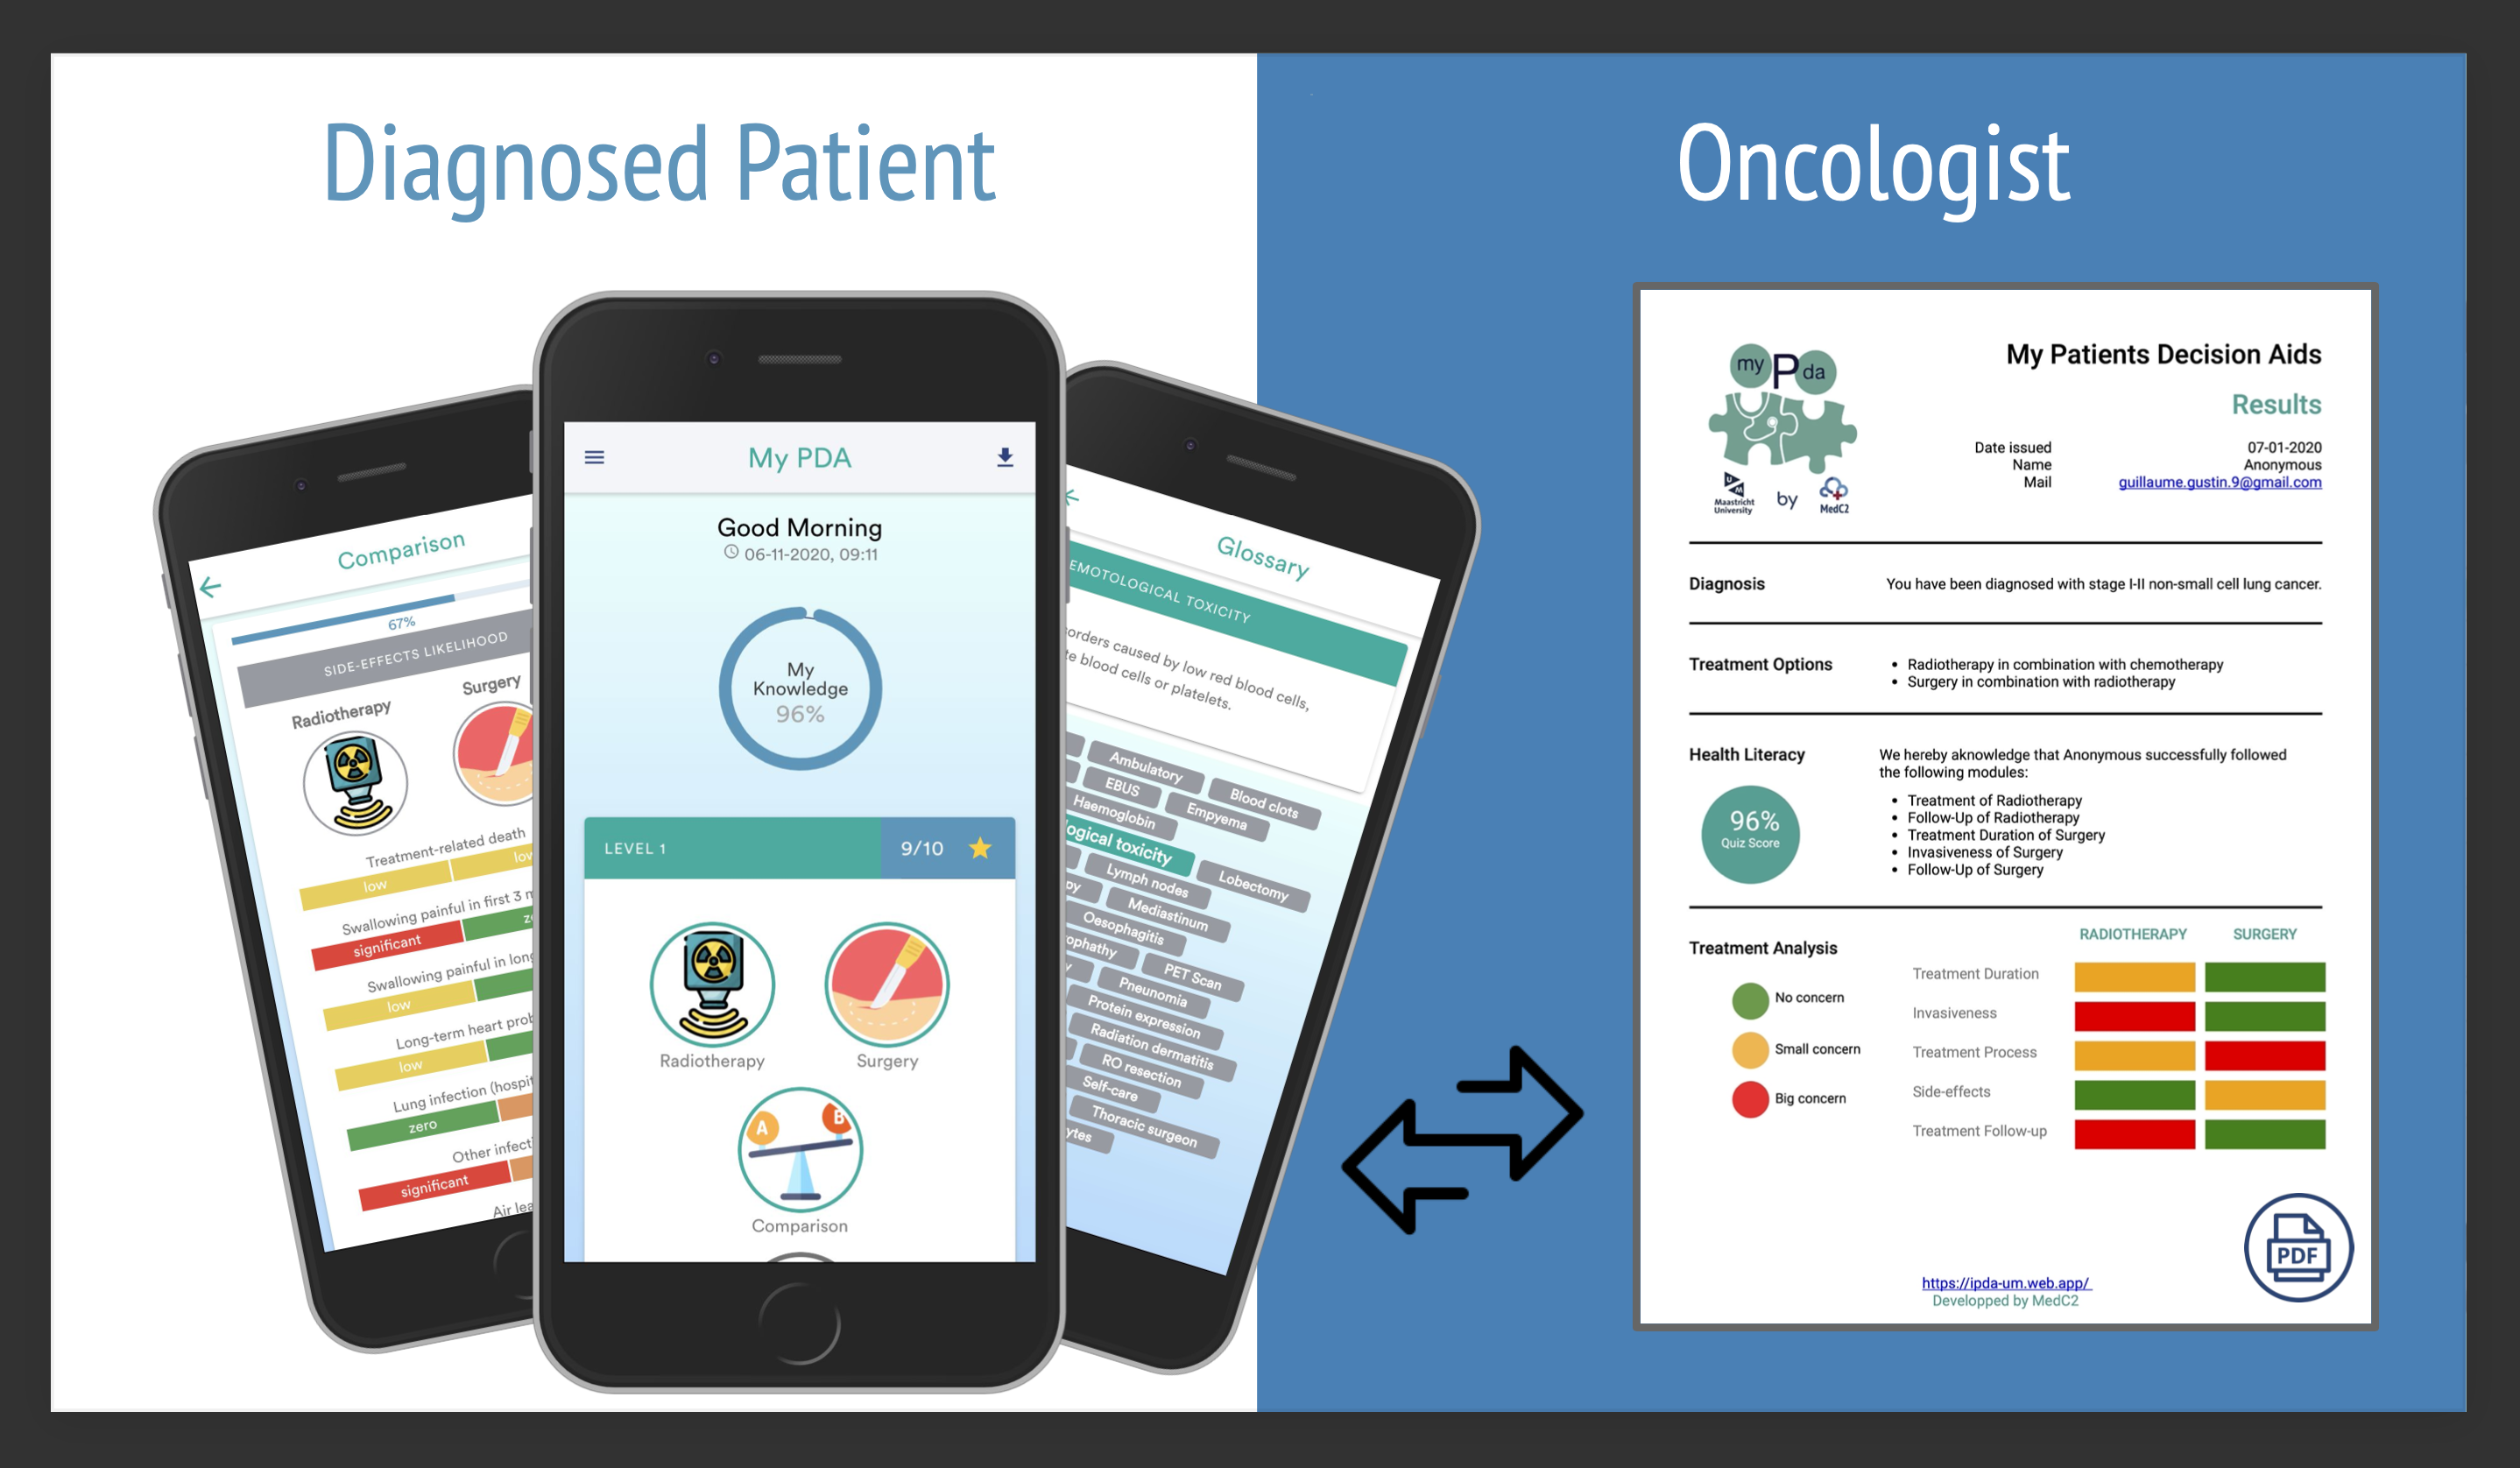 Diagnosed Patient
Oncologist
Comparison
67%
SIDE-EFFECTS LIKELIHOOD
Radiotherapy
Surgery
Treatment-related death
low
low
Swallowing painful in first 3
significant
Swallowing painful in
low
Long-term heart
low
Lung infection
zero
Other
significant
Air
My PDA
Good Morning
06-11-2020, 09:11
My
Knowledge
96%
LEVEL 1
9/10
Radiotherapy
Surgery
A
B
Comparison
Glossary
EMOTOLOGICAL TOXICITY
orders caused by low red blood cells,
te blood cells or platelets.
Ambulatory
Blood clots
EBUS
Empyema
Haemoglobin
logical toxicity
Lobectomy
Lymph nodes
py
Mediastinum
Oesophagitis
ophathy
PET Scan
y
Pneumonia
Protein expression
Radiation dermatitis
RO resection
Self-care
Thoracic surgeon
ytes
my P da
U M
Maastricht
University
by
MedC2
My Patients Decision Aids
Results
Date issued 07-01-2020
Name Anonymous
Mail guillaume.gustin.9@gmail.com
Diagnosis You have been diagnosed with stage I-II non-small cell lung cancer.
Treatment Options
• Radiotherapy in combination with chemotherapy
• Surgery in combination with radiotherapy
Health Literacy
96%
Quiz Score
We hereby aknowledge that Anonymous successfully followed
the following modules:
• Treatment of Radiotherapy
• Follow-Up of Radiotherapy
• Treatment Duration of Surgery
• Invasiveness of Surgery
• Follow-Up of Surgery
Treatment Analysis
No concern
Small concern
Big concern
RADIOTHERAPY SURGERY
Treatment Duration
Invasiveness
Treatment Process
Side-effects
Treatment Follow-up
PDF
https://ipda-um.web.app/
Developped by MedC2